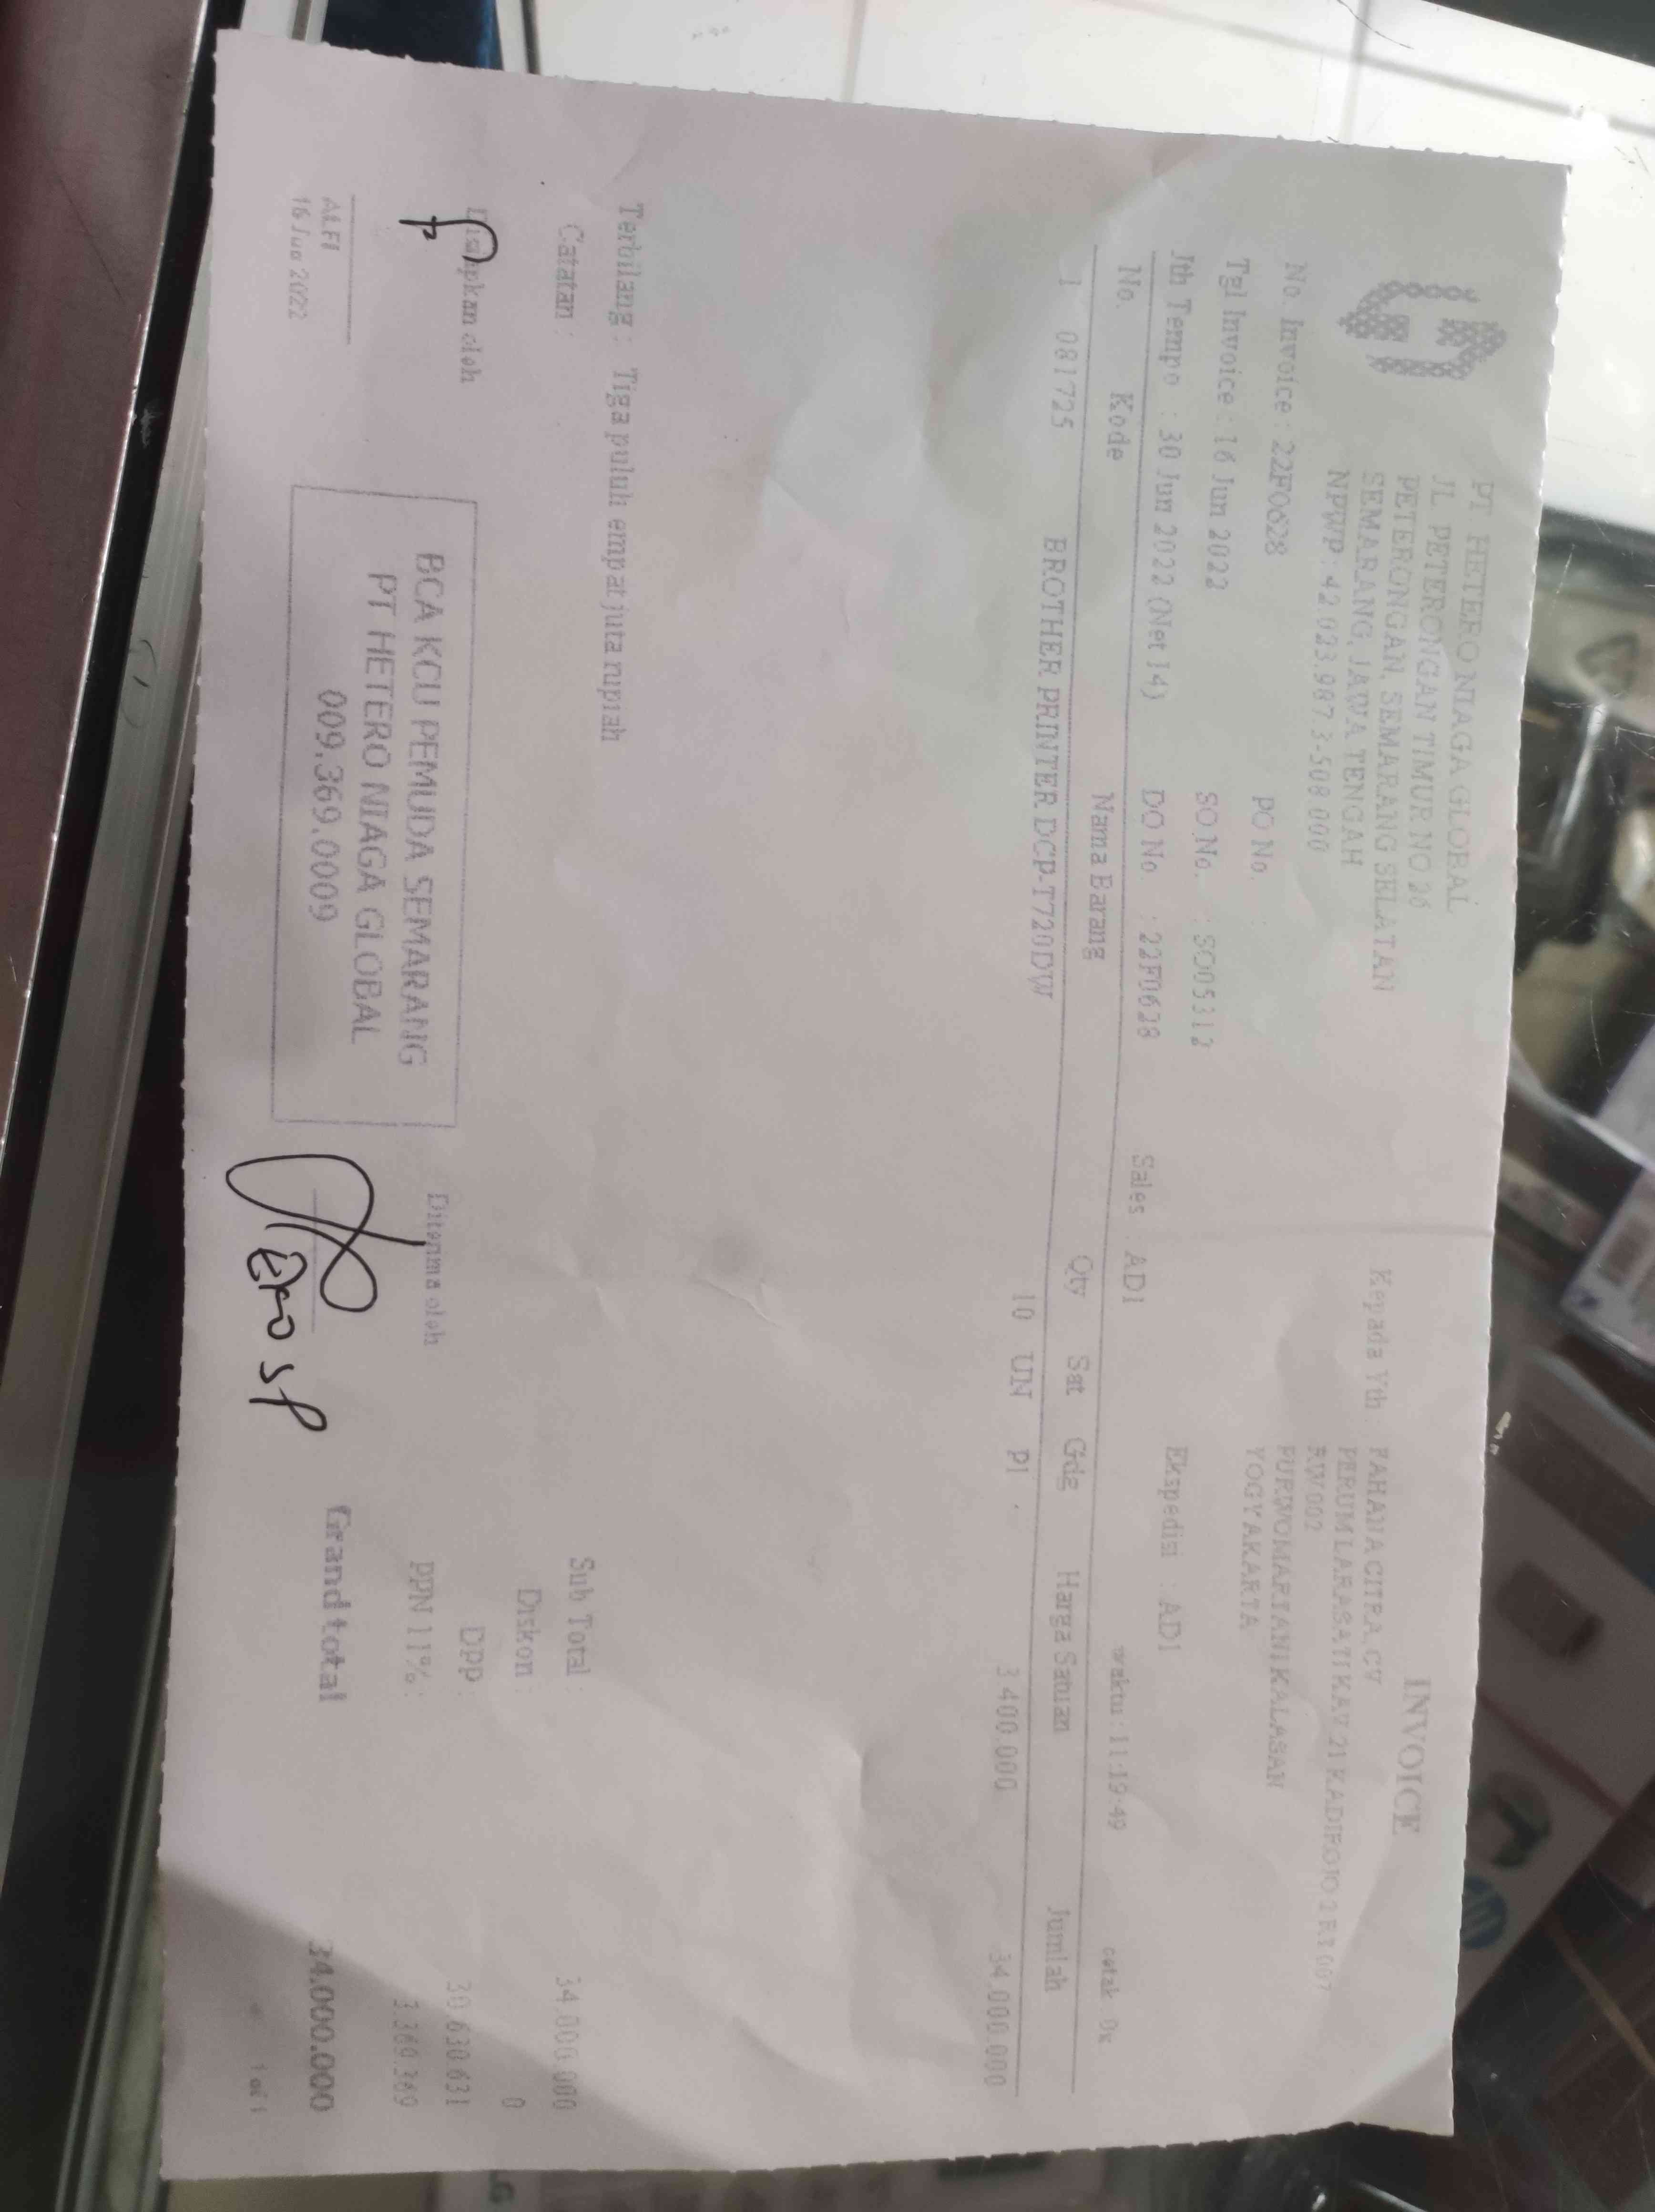 PT HETERO NIAGA GLOBAL
JL. PETERONGAN TIMUR NO 28
PETERONGAN, SEMARANG SELATAN
SEMARANG, JAWA TENGAH
NPWP : 42.023.987.3-508.000
INVOICE
Kepada Yth FAHANA CITRA, CV
PERUM LARASATI KAV 21 KADIROJO 2 RT 007
RW 002
PURWOMARTANI KALASAN
YOGYAKARTA
No. Invoice : 22F0628
Tgl Invoice : 16 Jun 2022
Jth Tempo : 30 Jun 2022 (Net 14)
PO No. :
SO No. : SO05312
DO No. : 22F0628
Sales ADI
Ekspedisi : ADI
waktu : 11:19:49 cetak 0x
No. Kode Nama Barang Qty Sat Gdg Harga Satuan Jumlah
1 081725 BROTHER PRINTER DCP-T720DW 10 UN P1 3.400.000 34.000.000
Terbilang : Tiga puluh empat juta rupiah
Catatan :
Sub Total : 34.000.000
Diskon : 0
DPP : 30.630.631
PPN 11% : 3.369.369
Grand total 34.000.000
Disiapkan oleh
ALFI
16 Jun 2022
BCA KCU PEMUDA SEMARANG
PT HETERO NIAGA GLOBAL
009.369.0009
Diterima oleh
1 of 1